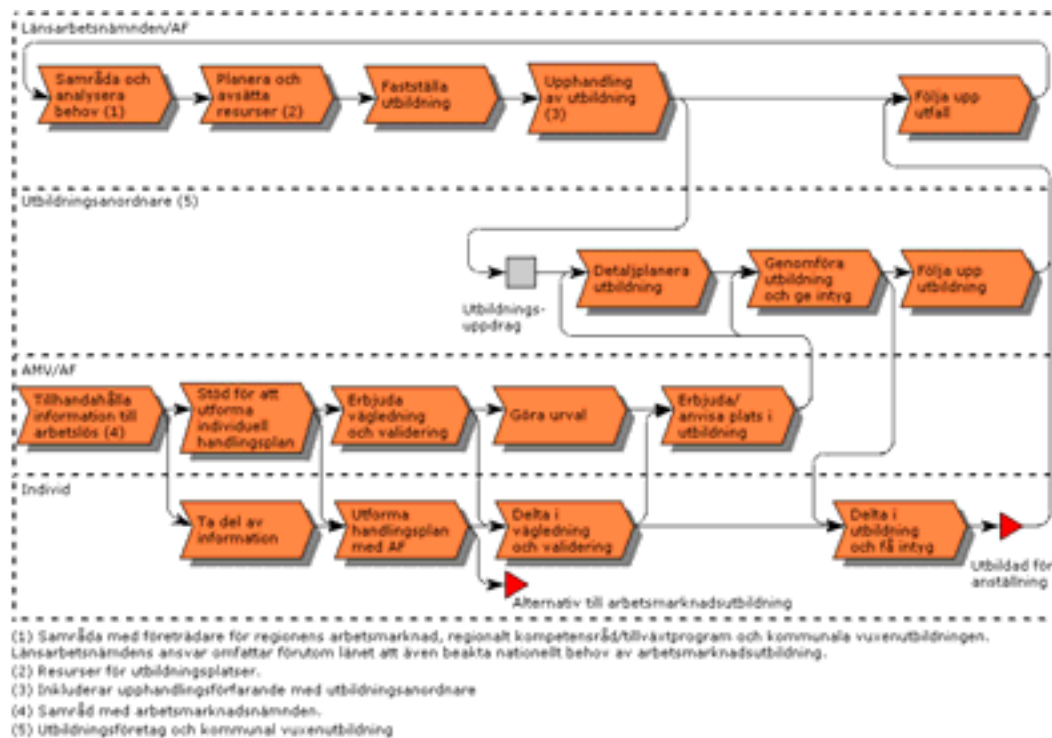 Länsarbetsnämnden/AF
Samråda och
analysera
behov (1)
Planera och
avsätta
resurser (2)
Fastställa
utbildning
Upphandling
av utbildning
(3)
Följa upp
utfall
Utbildningsanordnare (5)
Utbildnings-
uppdrag
Detaljplanera
utbildning
Genomföra
utbildning
och ge intyg
Följa upp
utbildning
AMV/AF
Tillhandahålla
information till
arbetslös (4)
Stöd för att
utforma
individuell
handlingsplan
Erbjuda
vägledning
och validering
Göra urval
Erbjuda/
anvisa plats i
utbildning
Individ
Ta del av
information
Utforma
handlingsplan
med AF
Delta i
vägledning
och validering
Delta i
utbildning
och få intyg
Utbildad för
anställning
Alternativ till arbetsmarknadsutbildning
(1) Samråda med företrädare för regionens arbetsmarknad, regionalt kompetensråd/tillväxtprogram och kommunala vuxenutbildningen.
Länsarbetsnämndens ansvar omfattar förutom länet att även beakta nationellt behov av arbetsmarknadsutbildning.
(2) Resurser för utbildningsplatser.
(3) Inkluderar upphandlingsförfarande med utbildningsanordnare
(4) Samråd med arbetsmarknadsnämnden.
(5) Utbildningsföretag och kommunal vuxenutbildning